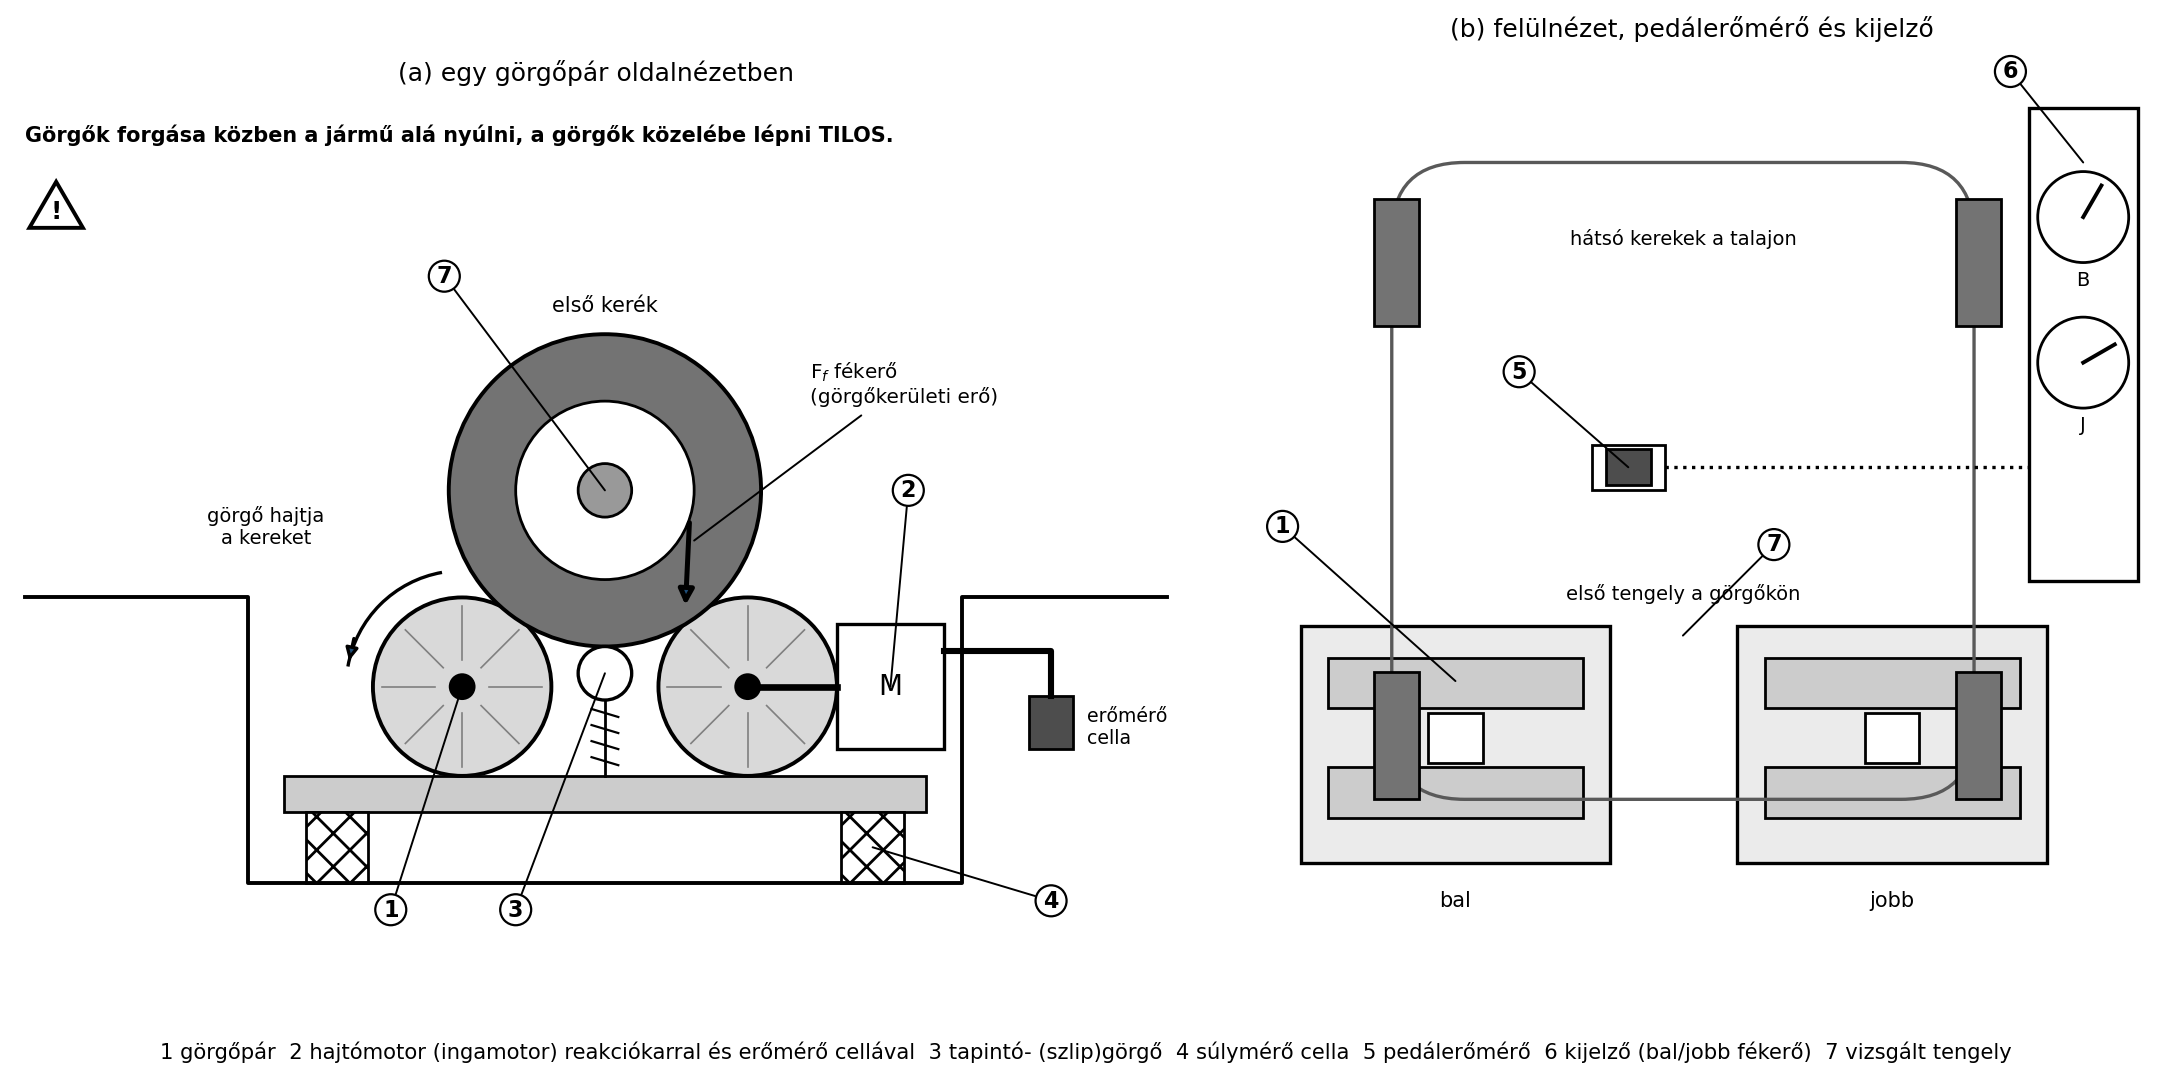 (a) egy görgőpár oldalnézetben
Görgők forgása közben a jármű alá nyúlni, a görgők közelébe lépni TILOS.
!
7
első kerék
Ff fékerő
(görgőkerületi erő)
2
görgő hajtja
a kereket
M
erőmérő
cella
1
3
4
(b) felülnézet, pedálerőmérő és kijelző
6
hátsó kerekek a talajon
B
5
J
1
7
első tengely a görgőkön
bal
jobb
1 görgőpár 2 hajtómotor (ingamotor) reakciókarral és erőmérő cellával 3 tapintó- (szlip)görgő 4 súlymérő cella 5 pedálerőmérő 6 kijelző (bal/jobb fékerő) 7 vizsgált tengely